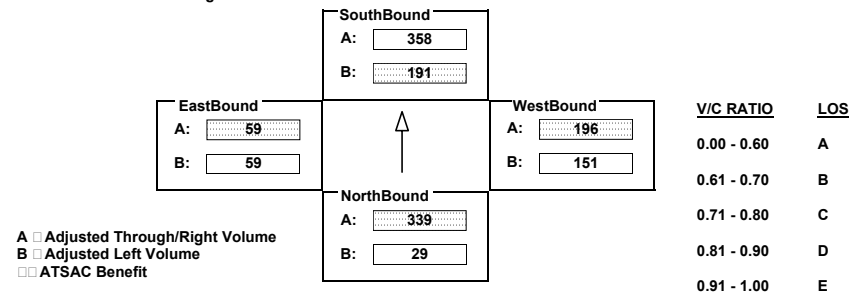 SouthBound
A: 358
B: 191
EastBound
A: 59
B: 59
WestBound
A: 196
B: 151
NorthBound
A: 339
B: 29
A □ Adjusted Through/Right Volume
B □ Adjusted Left Volume
□□ ATSAC Benefit
V/C RATIO LOS
0.00 - 0.60 A
0.61 - 0.70 B
0.71 - 0.80 C
0.81 - 0.90 D
0.91 - 1.00 E